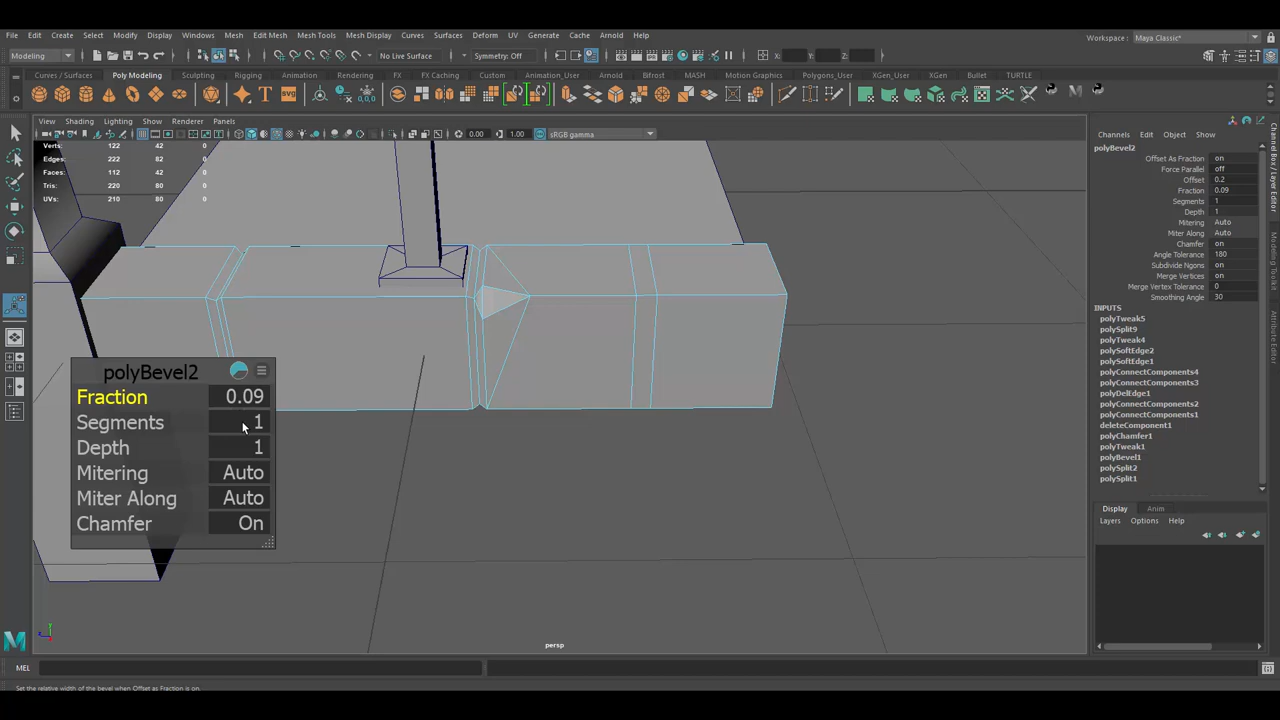 File Edit Create Select Modify Display Windows Mesh Edit Mesh Mesh Tools Mesh Display Curves Surfaces Deform UV Generate Cache Arnold Help
Workspace : Maya Classic*
Modeling
No Live Surface
Symmetry: Off
X:
Y:
Z:
Curves / Surfaces Poly Modeling Sculpting Rigging Animation Rendering FX FX Caching Custom Animation_User Arnold Bifrost MASH Motion Graphics Polygons_User XGen_User XGen Bullet TURTLE
View Shading Lighting Show Renderer Panels
0.00
1.00
sRGB gamma
Verts: 122 42 0
Edges: 222 82 0
Faces: 112 42 0
Tris: 220 80 0
UVs: 210 80 0
polyBevel2
Fraction 0.09
Segments 1
Depth 1
Mitering Auto
Miter Along Auto
Chamfer On
persp
Channels Edit Object Show
polyBevel2
Offset As Fraction on
Force Parallel off
Offset 0.2
Fraction 0.09
Segments 1
Depth 1
Mitering Auto
Miter Along Auto
Chamfer on
Angle Tolerance 180
Subdivide Ngons on
Merge Vertices on
Merge Vertex Tolerance 0
Smoothing Angle 30
INPUTS
polyTweak5
polySplit9
polyTweak4
polySoftEdge2
polySoftEdge1
polyConnectComponents4
polyConnectComponents3
polyDelEdge1
polyConnectComponents2
polyConnectComponents1
deleteComponent1
polyChamfer1
polyTweak1
polyBevel1
polySplit2
polySplit1
Display Anim
Layers Options Help
Channel Box / Layer Editor
Modeling Toolkit
Attribute Editor
MEL
Set the relative width of the bevel when Offset as Fraction is on.